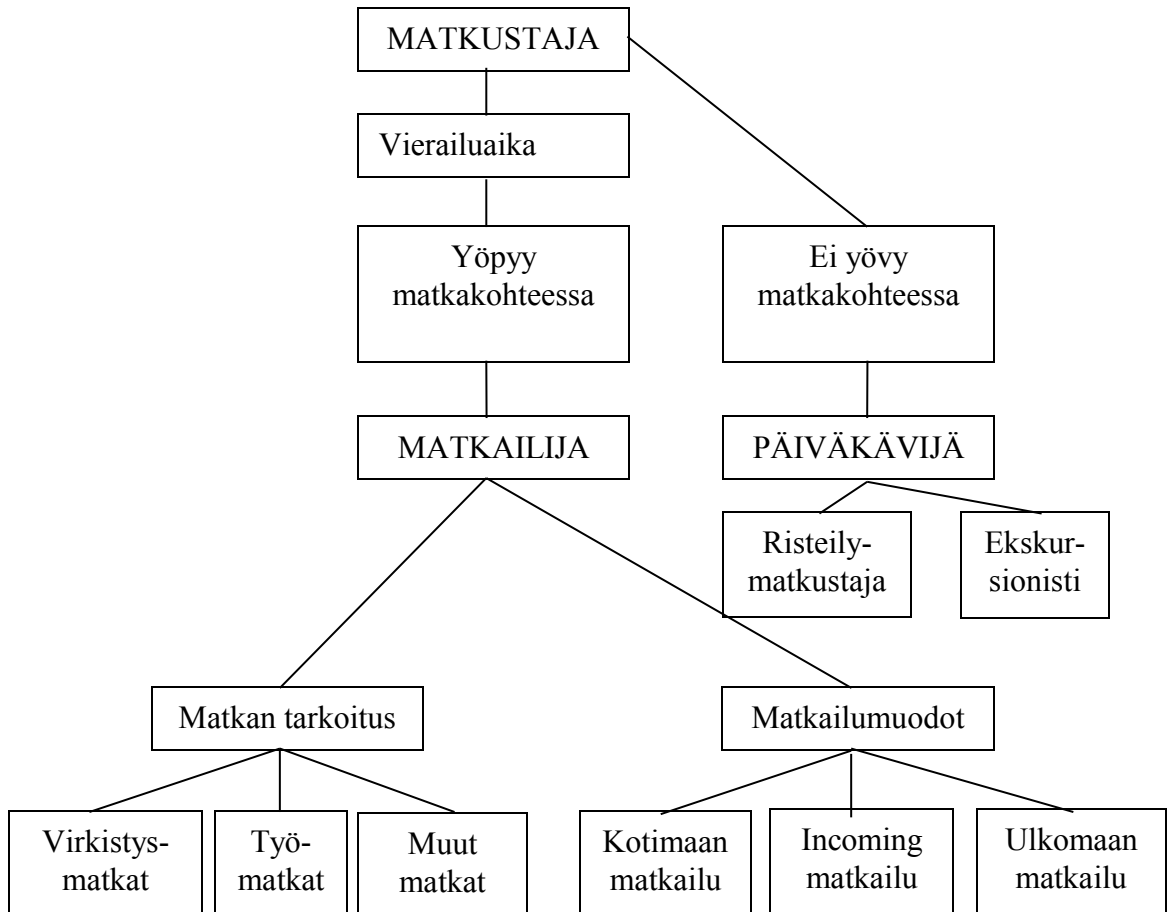 MATKUSTAJA
Vierailuaika
Yöpyy
matkakohteessa
Ei yövy
matkakohteessa
MATKAILIJA
PÄIVÄKÄVIJÄ
Risteily-
matkustaja
Ekskur-
sionisti
Matkan tarkoitus
Matkailumuodot
Virkistys-
matkat
Työ-
matkat
Muut
matkat
Kotimaan
matkailu
Incoming
matkailu
Ulkomaan
matkailu